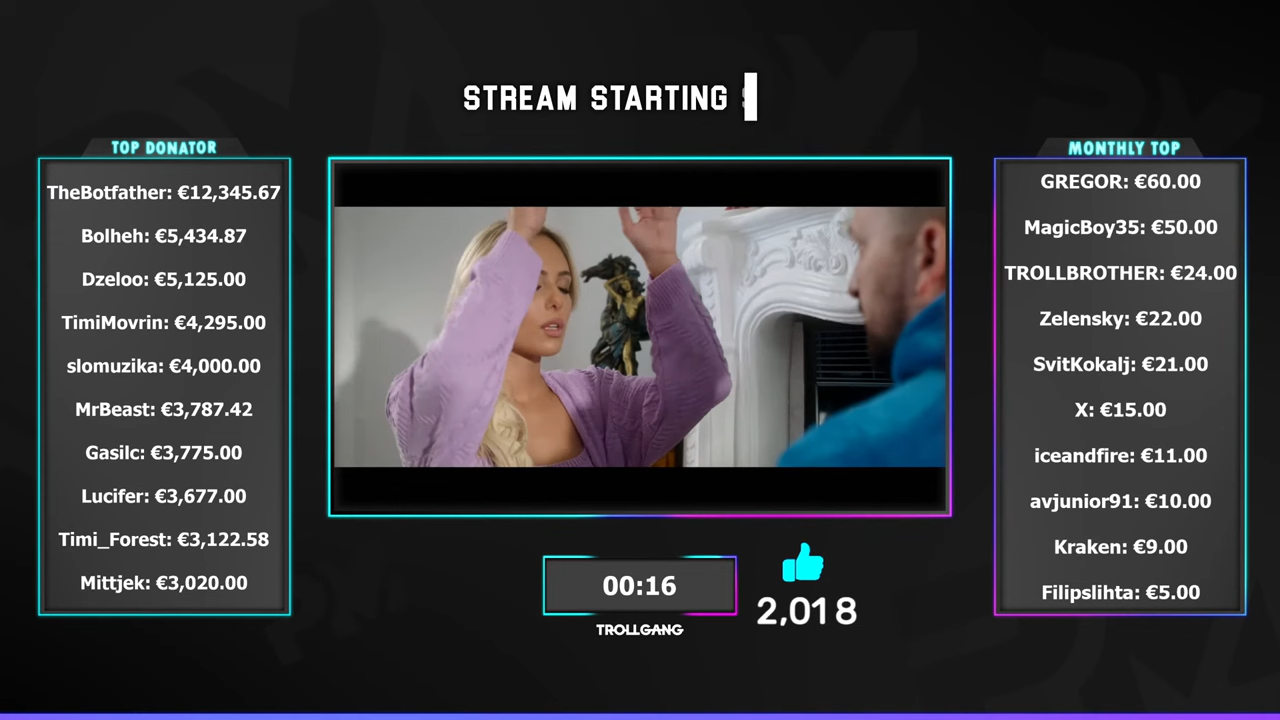 STREAM STARTING
TOP DONATOR
TheBotfather: €12,345.67
Bolheh: €5,434.87
Dzeloo: €5,125.00
TimiMovrin: €4,295.00
slomuzika: €4,000.00
MrBeast: €3,787.42
Gasilc: €3,775.00
Lucifer: €3,677.00
Timi_Forest: €3,122.58
Mittjek: €3,020.00
00:16
TROLLGANG
2,018
MONTHLY TOP
GREGOR: €60.00
MagicBoy35: €50.00
TROLLBROTHER: €24.00
Zelensky: €22.00
SvitKokalj: €21.00
X: €15.00
iceandfire: €11.00
avjunior91: €10.00
Kraken: €9.00
Filipslihta: €5.00